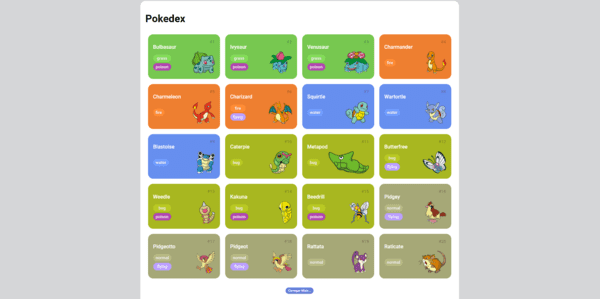 Pokedex
Bulbasaur
grass
poison
Ivysaur
grass
poison
Venusaur
grass
poison
Charmander
fire
Charmeleon
fire
Charizard
fire
flying
Squirtle
water
Wartortle
water
Blastoise
water
Caterpie
bug
Metapod
bug
Butterfree
bug
flying
Weedle
bug
poison
Kakuna
bug
poison
Beedrill
bug
poison
Pidgey
normal
flying
Pidgeotto
normal
flying
Pidgeot
normal
flying
Rattata
normal
Raticate
normal